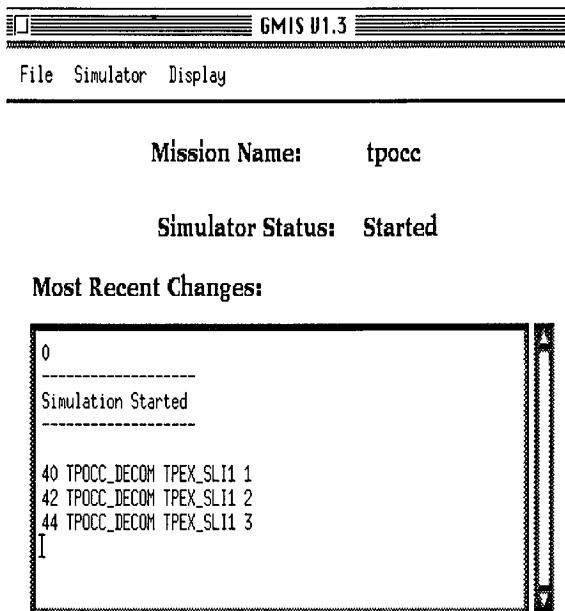 GMIS V1.3
File Simulator Display
Mission Name: tpocc
Simulator Status: Started
Most Recent Changes:
0
-------------------
Simulation Started
-------------------
40 TPOCC_DECOM TPEX_SLI1 1
42 TPOCC_DECOM TPEX_SLI1 2
44 TPOCC_DECOM TPEX_SLI1 3